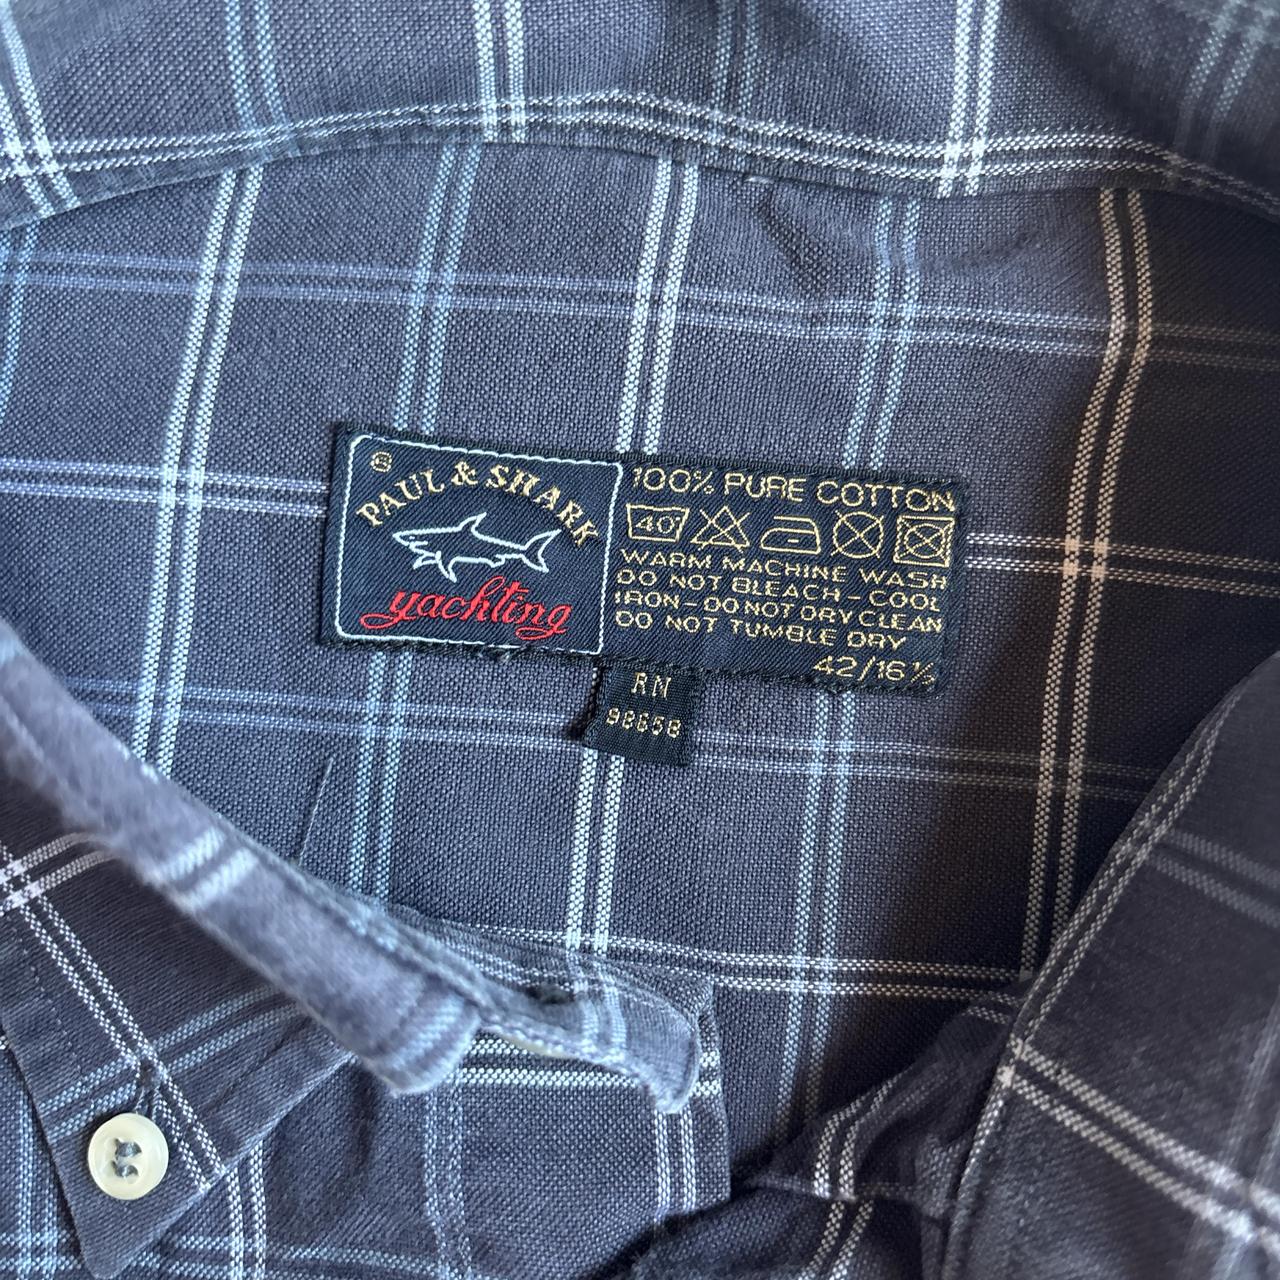 ®
PAUL & SHARK
yachting
100% PURE COTTON
40°
WARM MACHINE WASH
DO NOT BLEACH - COOL
IRON - DO NOT DRY CLEAN
DO NOT TUMBLE DRY
42/16½
RN